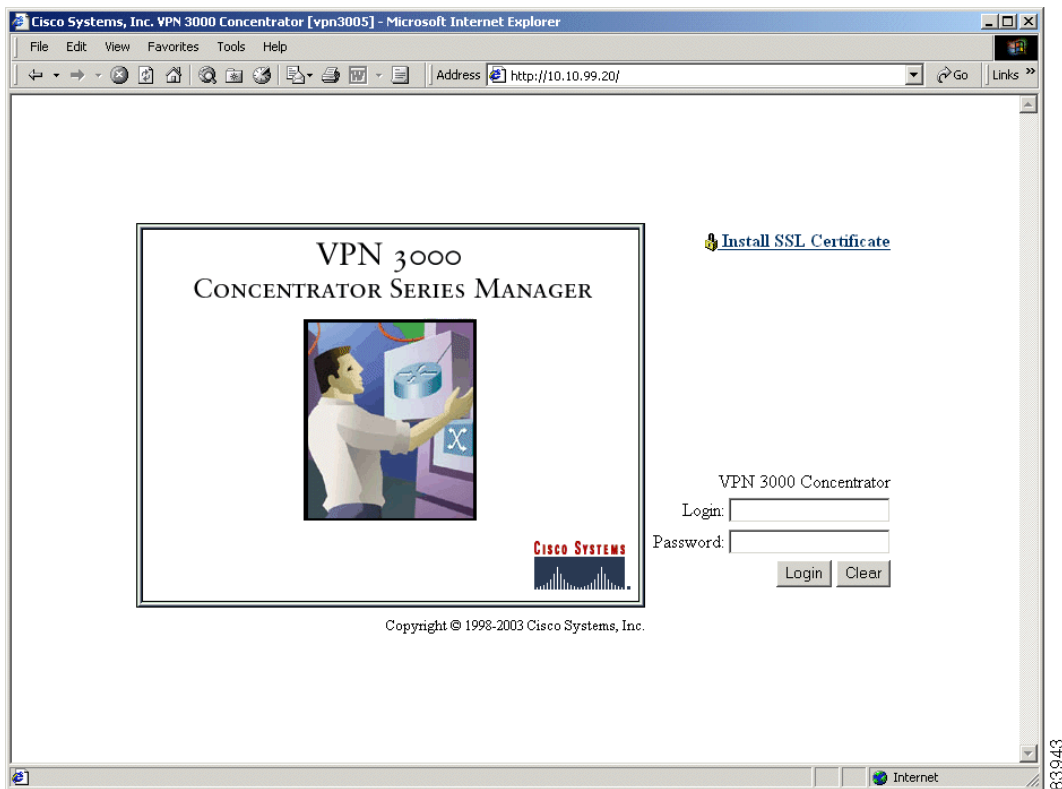 Cisco Systems, Inc. VPN 3000 Concentrator [vpn3005] - Microsoft Internet Explorer
File Edit View Favorites Tools Help
Address http://10.10.99.20/ Go Links »
Install SSL Certificate
VPN 3000
CONCENTRATOR SERIES MANAGER
CISCO SYSTEMS
VPN 3000 Concentrator
Login:
Password:
Login Clear
Copyright © 1998-2003 Cisco Systems, Inc.
Internet
83943